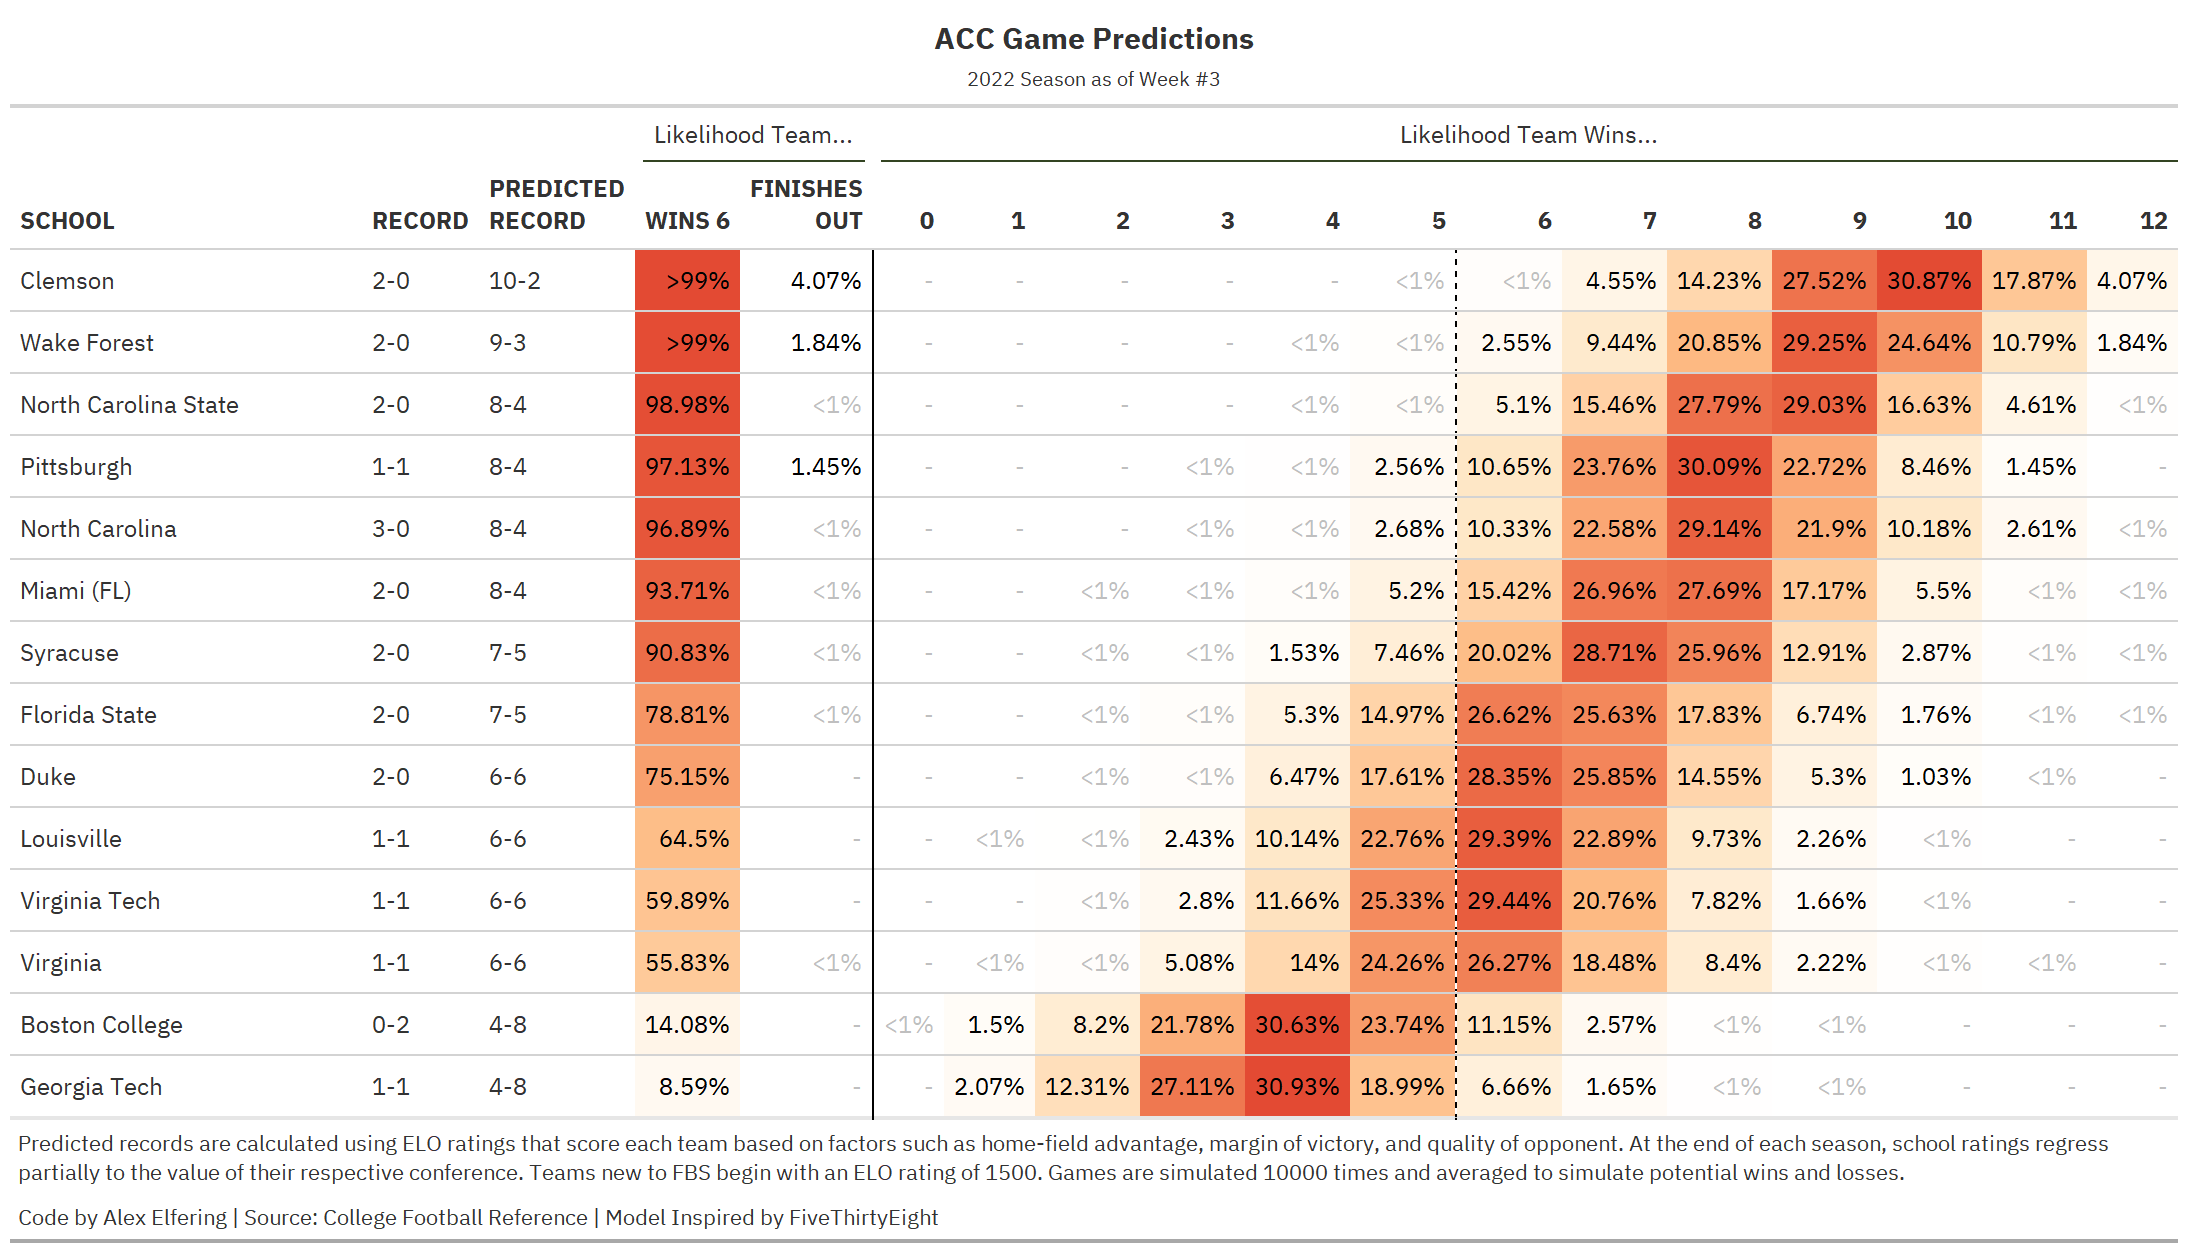 ACC Game Predictions
2022 Season as of Week #3
Likelihood Team... Likelihood Team Wins...
PREDICTED FINISHES
SCHOOL RECORD RECORD WINS 6 OUT 0 1 2 3 4 5 6 7 8 9 10 11 12
Clemson 2-0 10-2 >99% 4.07% - - - - - <1% <1% 4.55% 14.23% 27.52% 30.87% 17.87% 4.07%
Wake Forest 2-0 9-3 >99% 1.84% - - - - <1% <1% 2.55% 9.44% 20.85% 29.25% 24.64% 10.79% 1.84%
North Carolina State 2-0 8-4 98.98% <1% - - - - <1% <1% 5.1% 15.46% 27.79% 29.03% 16.63% 4.61% <1%
Pittsburgh 1-1 8-4 97.13% 1.45% - - - <1% <1% 2.56% 10.65% 23.76% 30.09% 22.72% 8.46% 1.45% -
North Carolina 3-0 8-4 96.89% <1% - - - <1% <1% 2.68% 10.33% 22.58% 29.14% 21.9% 10.18% 2.61% <1%
Miami (FL) 2-0 8-4 93.71% <1% - - <1% <1% <1% 5.2% 15.42% 26.96% 27.69% 17.17% 5.5% <1% <1%
Syracuse 2-0 7-5 90.83% <1% - - <1% <1% 1.53% 7.46% 20.02% 28.71% 25.96% 12.91% 2.87% <1% <1%
Florida State 2-0 7-5 78.81% <1% - - <1% <1% 5.3% 14.97% 26.62% 25.63% 17.83% 6.74% 1.76% <1% <1%
Duke 2-0 6-6 75.15% - - - <1% <1% 6.47% 17.61% 28.35% 25.85% 14.55% 5.3% 1.03% <1% -
Louisville 1-1 6-6 64.5% - - <1% <1% 2.43% 10.14% 22.76% 29.39% 22.89% 9.73% 2.26% <1% - -
Virginia Tech 1-1 6-6 59.89% - - - <1% 2.8% 11.66% 25.33% 29.44% 20.76% 7.82% 1.66% <1% - -
Virginia 1-1 6-6 55.83% <1% - <1% <1% 5.08% 14% 24.26% 26.27% 18.48% 8.4% 2.22% <1% <1% -
Boston College 0-2 4-8 14.08% - <1% 1.5% 8.2% 21.78% 30.63% 23.74% 11.15% 2.57% <1% <1% - - -
Georgia Tech 1-1 4-8 8.59% - - 2.07% 12.31% 27.11% 30.93% 18.99% 6.66% 1.65% <1% <1% - - -
Predicted records are calculated using ELO ratings that score each team based on factors such as home-field advantage, margin of victory, and quality of opponent. At the end of each season, school ratings regress
partially to the value of their respective conference. Teams new to FBS begin with an ELO rating of 1500. Games are simulated 10000 times and averaged to simulate potential wins and losses.
Code by Alex Elfering | Source: College Football Reference | Model Inspired by FiveThirtyEight